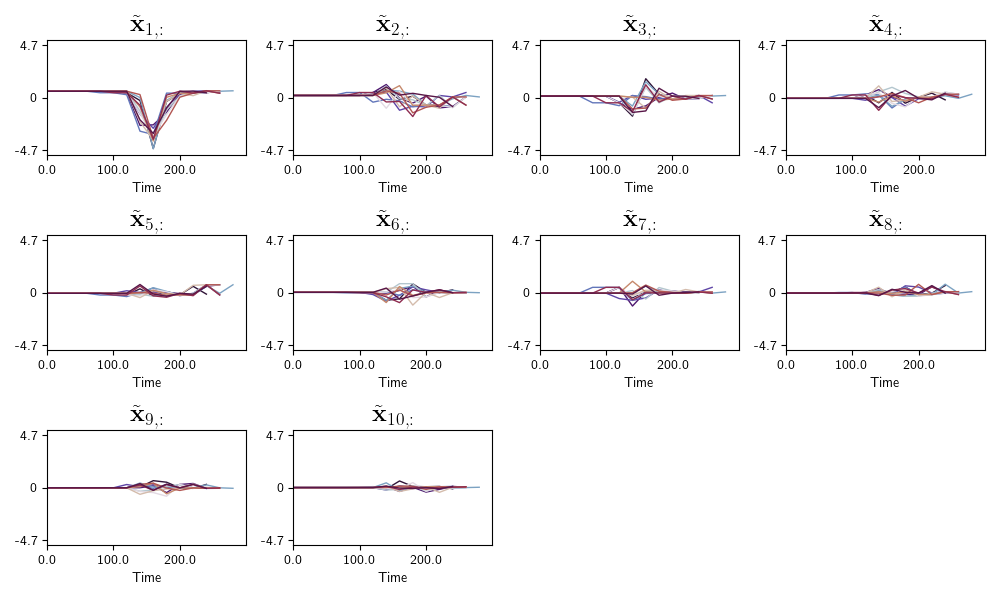 x̃1,: x̃2,: x̃3,: x̃4,:
4.7 4.7 4.7 4.7
0 0 0 0
-4.7 -4.7 -4.7 -4.7
0.0 100.0 200.0 0.0 100.0 200.0 0.0 100.0 200.0 0.0 100.0 200.0
Time Time Time Time
x̃5,: x̃6,: x̃7,: x̃8,:
4.7 4.7 4.7 4.7
0 0 0 0
-4.7 -4.7 -4.7 -4.7
0.0 100.0 200.0 0.0 100.0 200.0 0.0 100.0 200.0 0.0 100.0 200.0
Time Time Time Time
x̃9,: x̃10,:
4.7 4.7
0 0
-4.7 -4.7
0.0 100.0 200.0 0.0 100.0 200.0
Time Time